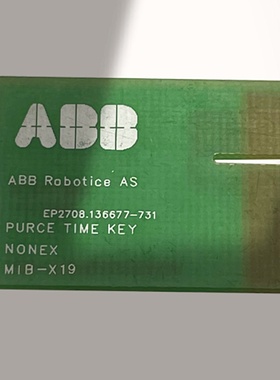 ABB
ABB Robotice AS
EP2708.136677-731
PURCE TIME KEY
NONEX
MIB-X19